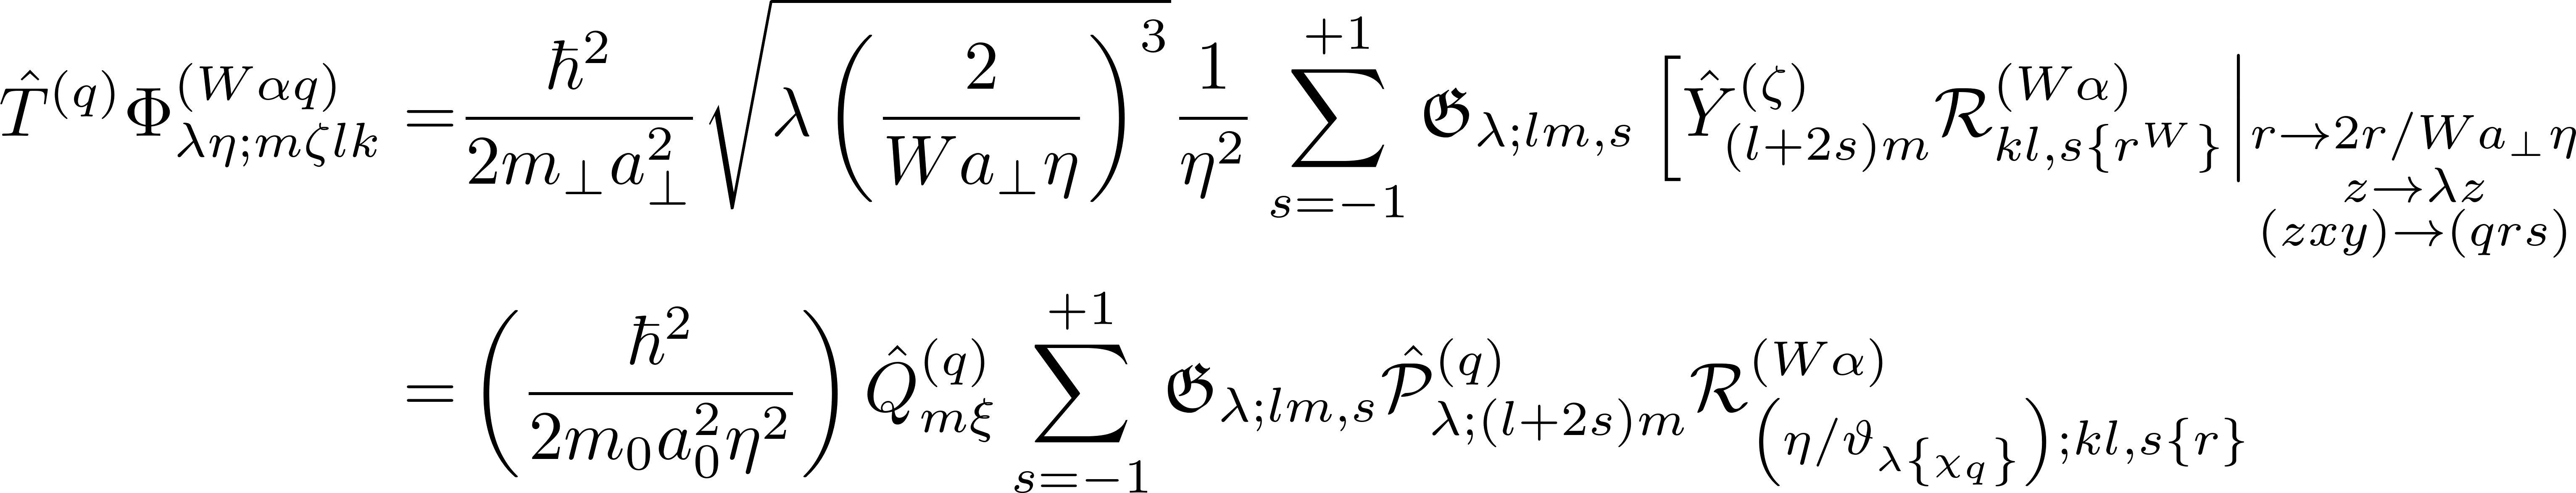 \hat{T}^{(q)}\Phi^{(W\alpha q)}_{\lambda\eta;m\zeta lk} = \frac{\hbar^2}{2m_\perp a_\perp^2}\sqrt{\lambda\left(\frac{2}{Wa_\perp\eta}\right)^3}\frac{1}{\eta^2}\sum_{s=-1}^{+1}\mathfrak{G}_{\lambda;lm,s}\left[\hat{Y}^{(\zeta)}_{(l+2s)m}\mathcal{R}^{(W\alpha)}_{kl,s\{r^W\}}\right|_{\substack{r\to 2r/Wa_\perp\eta\\z\to\lambda z\\(zxy)\to(qrs)}}
= \left(\frac{\hbar^2}{2m_0a_0^2\eta^2}\right)\hat{Q}^{(q)}_{m\xi}\sum_{s=-1}^{+1}\mathfrak{G}_{\lambda;lm,s}\hat{\mathcal{P}}^{(q)}_{\lambda;(l+2s)m}\mathcal{R}^{(W\alpha)}_{\left(\eta/\vartheta_{\lambda\{\chi_q\}}\right);kl,s\{r\}}